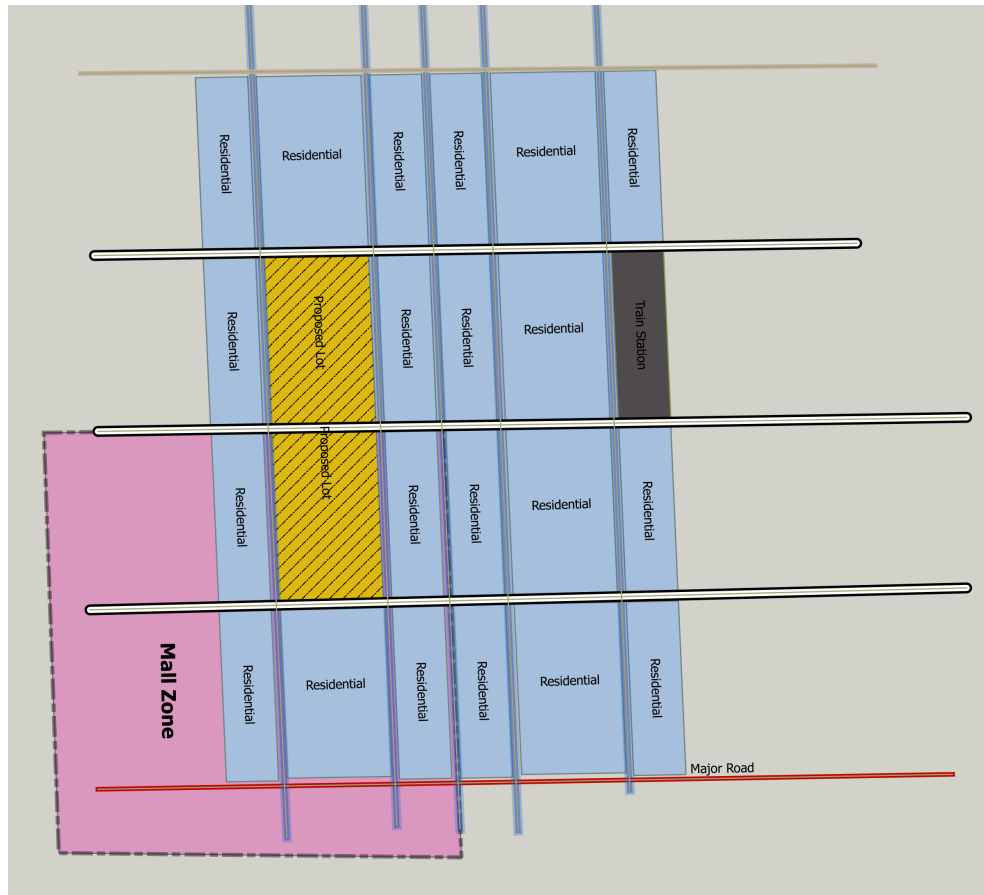 Residential
Residential
Residential
Residential
Residential
Residential
Residential
Proposed Lot
Residential
Residential
Residential
Train Station
Residential
Proposed Lot
Residential
Residential
Residential
Residential
Mall Zone
Residential
Residential
Residential
Residential
Residential
Residential
Major Road